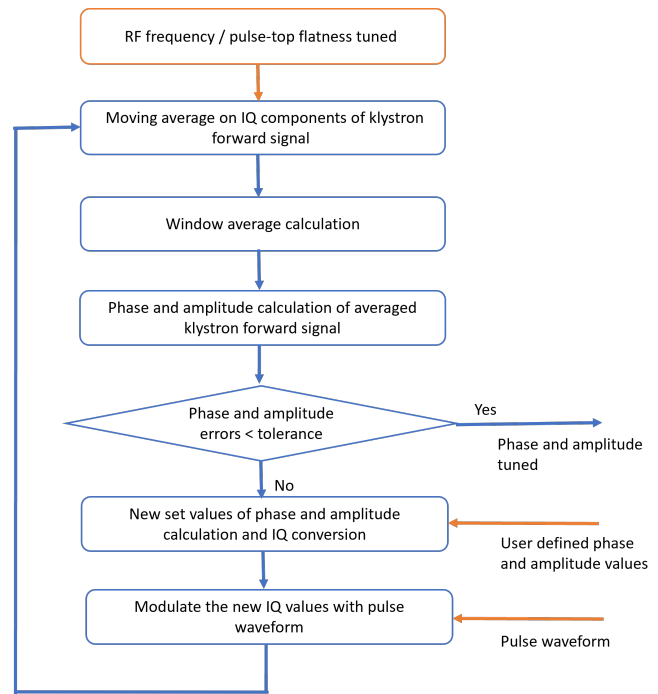 RF frequency / pulse-top flatness tuned
Moving average on IQ components of klystron
forward signal
Window average calculation
Phase and amplitude calculation of averaged
klystron forward signal
Phase and amplitude
errors < tolerance
Yes
Phase and amplitude
tuned
No
New set values of phase and amplitude
calculation and IQ conversion
User defined phase
and amplitude values
Modulate the new IQ values with pulse
waveform
Pulse waveform